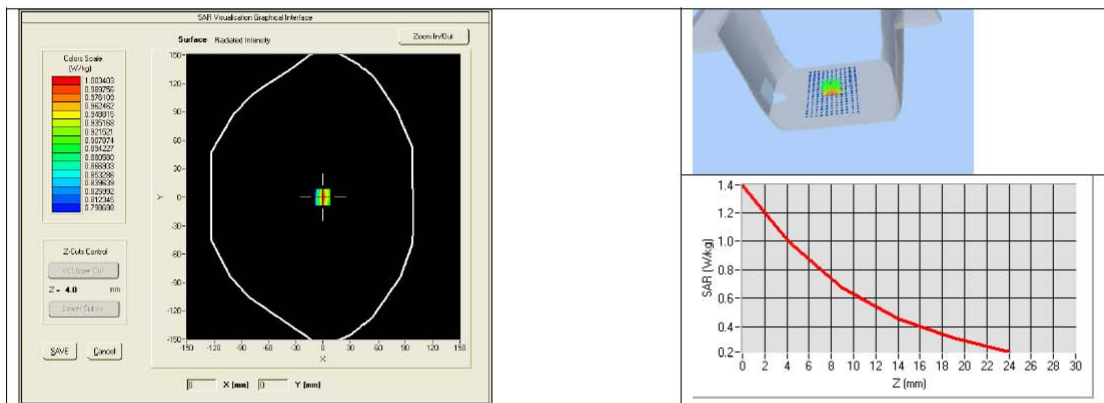 SAR Visualisation Graphical Interface
Surface Radiated Intensity
Zoom In/Out
Colors Scale
(W/kg)
1.003403
0.989756
0.976109
0.962462
0.948815
0.935168
0.921521
0.907874
0.894227
0.880580
0.866933
0.853286
0.839639
0.825992
0.812345
0.798698
150
120
90
60
30
0
-30
-60
-90
-120
-150
Y
-150 -120 -90 -60 -30 0 30 60 90 120 150
X
Z-Cuts Control
Z = 4.0 mm
SAVE Cancel
0 X (mm) 0 Y (mm)
1.4
1.2
1.0
0.8
0.6
0.4
0.2
SAR (W/kg)
0 2 4 6 8 10 12 14 16 18 20 22 24 26 28 30
Z (mm)